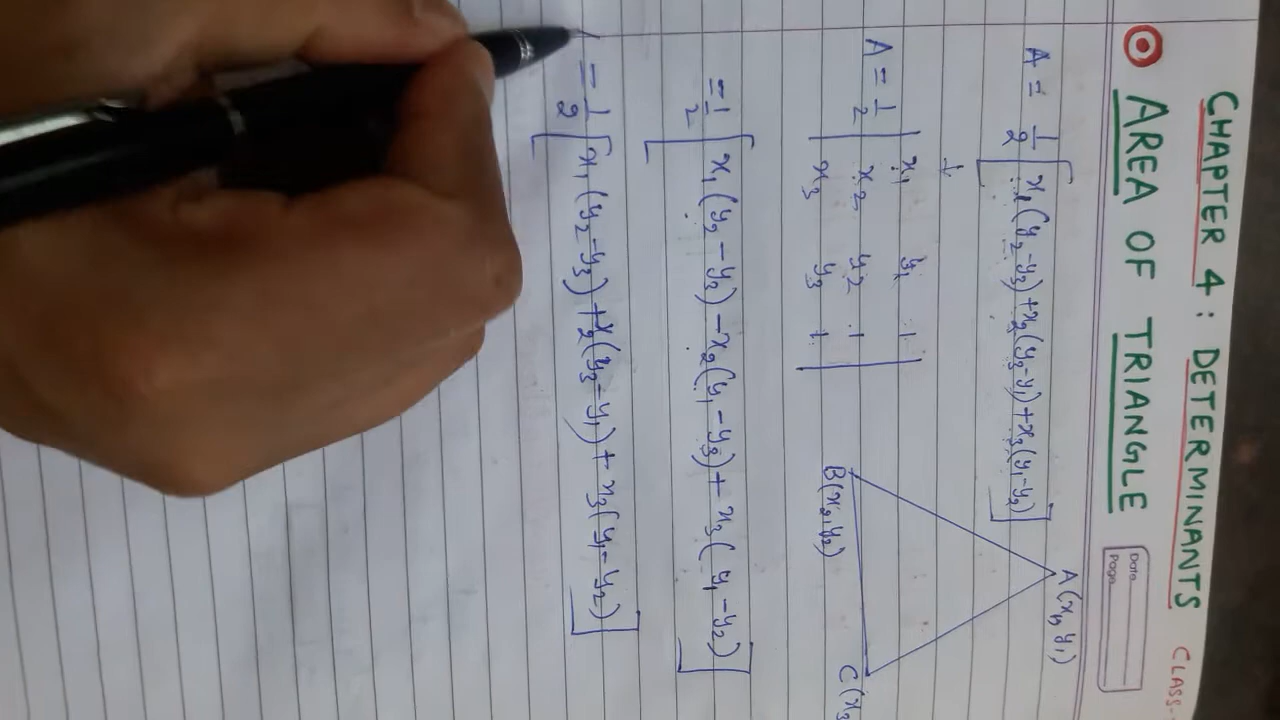 CHAPTER 4: DETERMINANTS CLASS-
AREA OF TRIANGLE
Date
Page
A = 1/2 [x1(y2-y3)+x2(y3-y1)+x3(y1-y2)]
A(x1, y1)
A = 1/2 | x1 y1 1 |
x2 y2 1
x3 y3 1
B(x2, y2)
C(x3
= 1/2 [x1(y2-y3)-x2(y1-y3)+x3(y1-y2)]
= 1/2 [x1(y2-y3)+x2(y3-y1)+x3(y1-y2)]